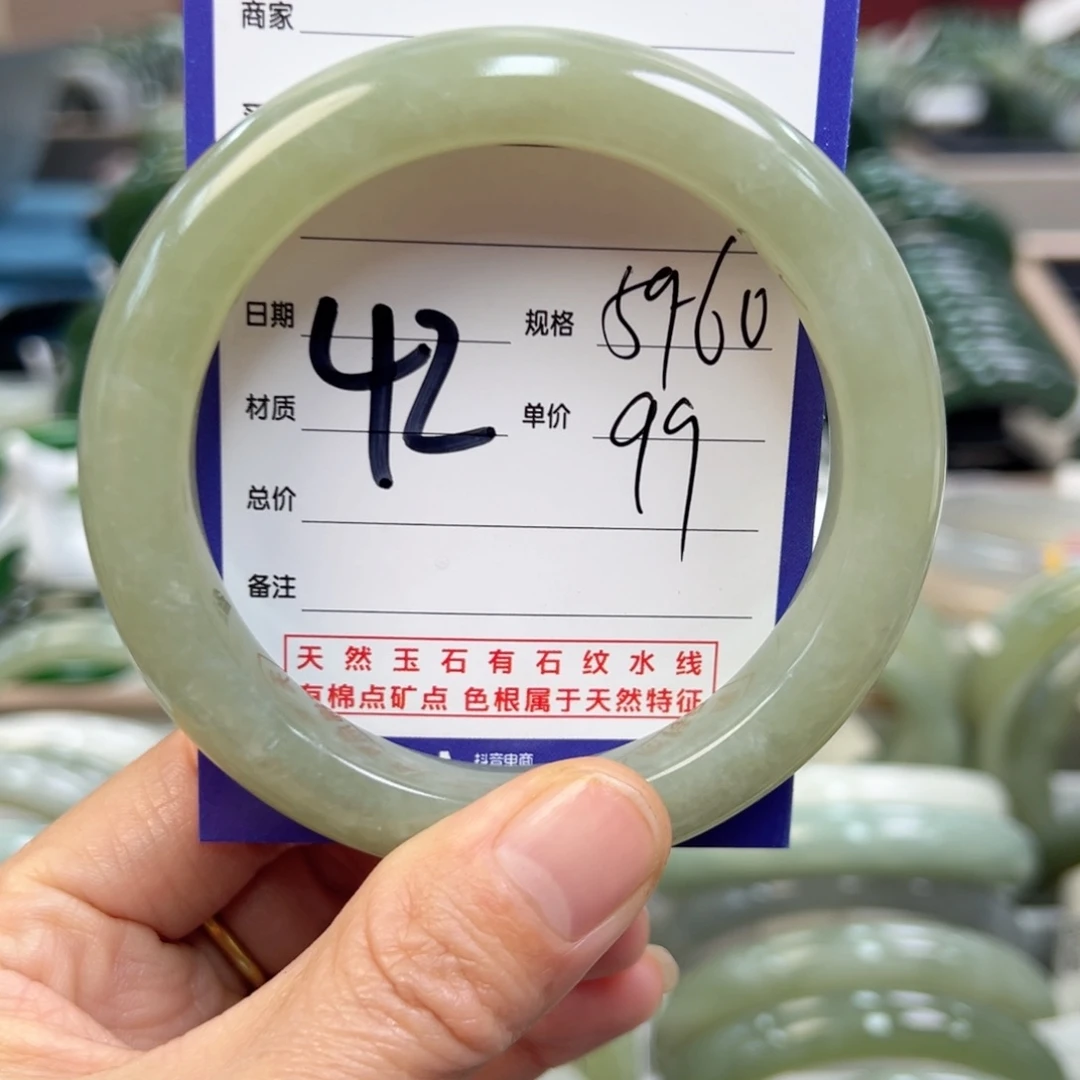 商家
日期 42 规格 5960
材质 单价 99
总价
备注
天然玉石有石纹水线
有棉点矿点 色根属于天然特征
抖音电商